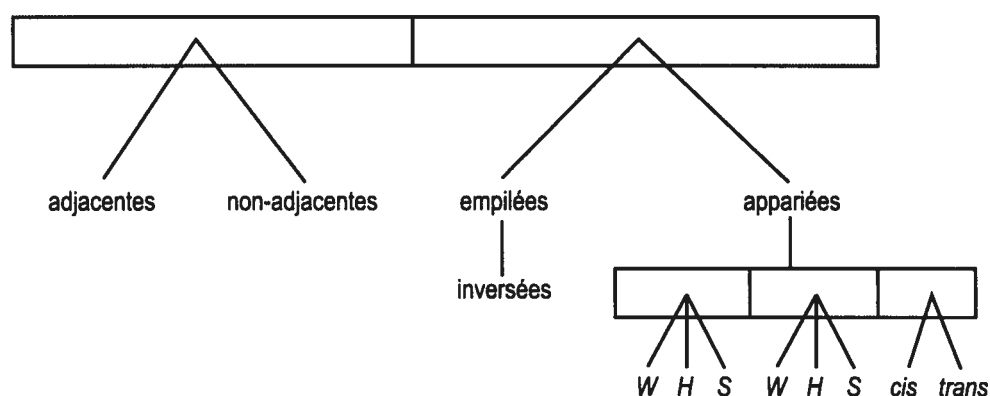 adjacentes non-adjacentes empilées appariées
inversées
W H S W H S cis trans